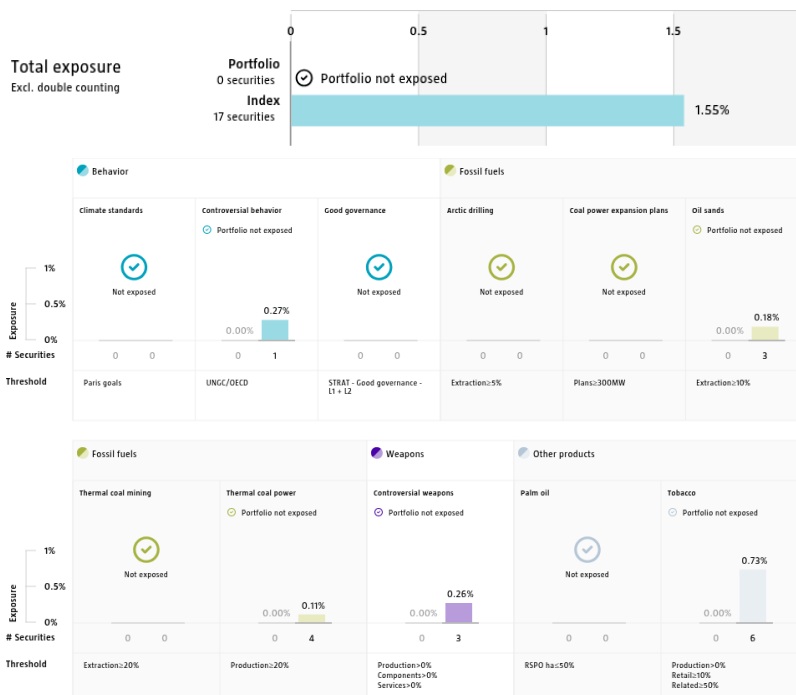 0 0.5 1 1.5
Total exposure
Excl. double counting
Portfolio
0 securities
Portfolio not exposed
Index
17 securities
1.55%
Behavior
Fossil fuels
Climate standards
Controversial behavior
Good governance
Arctic drilling
Coal power expansion plans
Oil sands
Portfolio not exposed
Portfolio not exposed
Exposure
1%
0.5%
0%
Not exposed
0.00%
0.27%
Not exposed
Not exposed
Not exposed
0.00%
0.18%
# Securities
0 0
0 1
0 0
0 0
0 0
0 3
Threshold
Paris goals
UNGC/OECD
STRAT - Good governance -
L1 + L2
Extraction≥5%
Plans≥300MW
Extraction≥10%
Fossil fuels
Weapons
Other products
Thermal coal mining
Thermal coal power
Controversial weapons
Palm oil
Tobacco
Portfolio not exposed
Portfolio not exposed
Portfolio not exposed
Exposure
1%
0.5%
0%
Not exposed
0.00%
0.11%
0.00%
0.26%
Not exposed
0.00%
0.73%
# Securities
0 0
0 4
0 3
0 0
0 6
Threshold
Extraction≥20%
Production≥20%
Production>0%
Components>0%
Services>0%
RSPO ha≤50%
Production>0%
Retail≥10%
Related≥50%